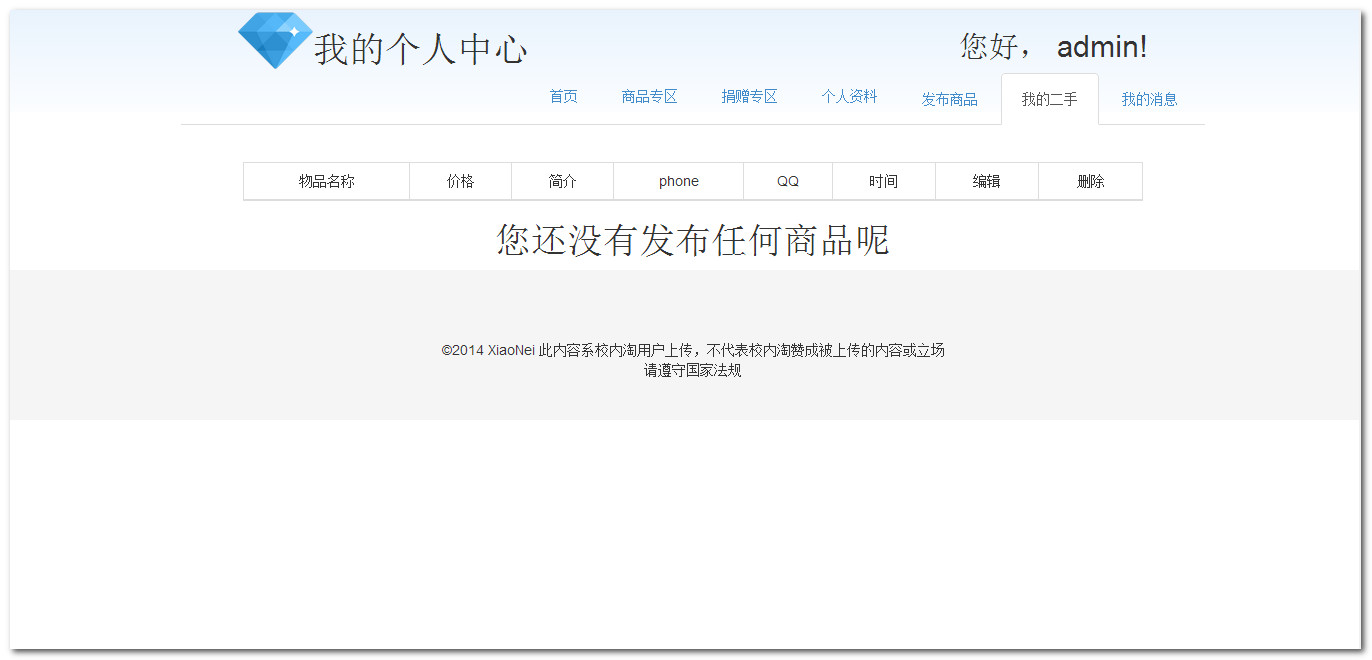 我的个人中心
您好， admin!
首页 商品专区 捐赠专区 个人资料 发布商品 我的二手 我的消息
物品名称 价格 简介 phone QQ 时间 编辑 删除
您还没有发布任何商品呢
©2014 XiaoNei 此内容系校内淘用户上传，不代表校内淘赞成被上传的内容或立场
请遵守国家法规